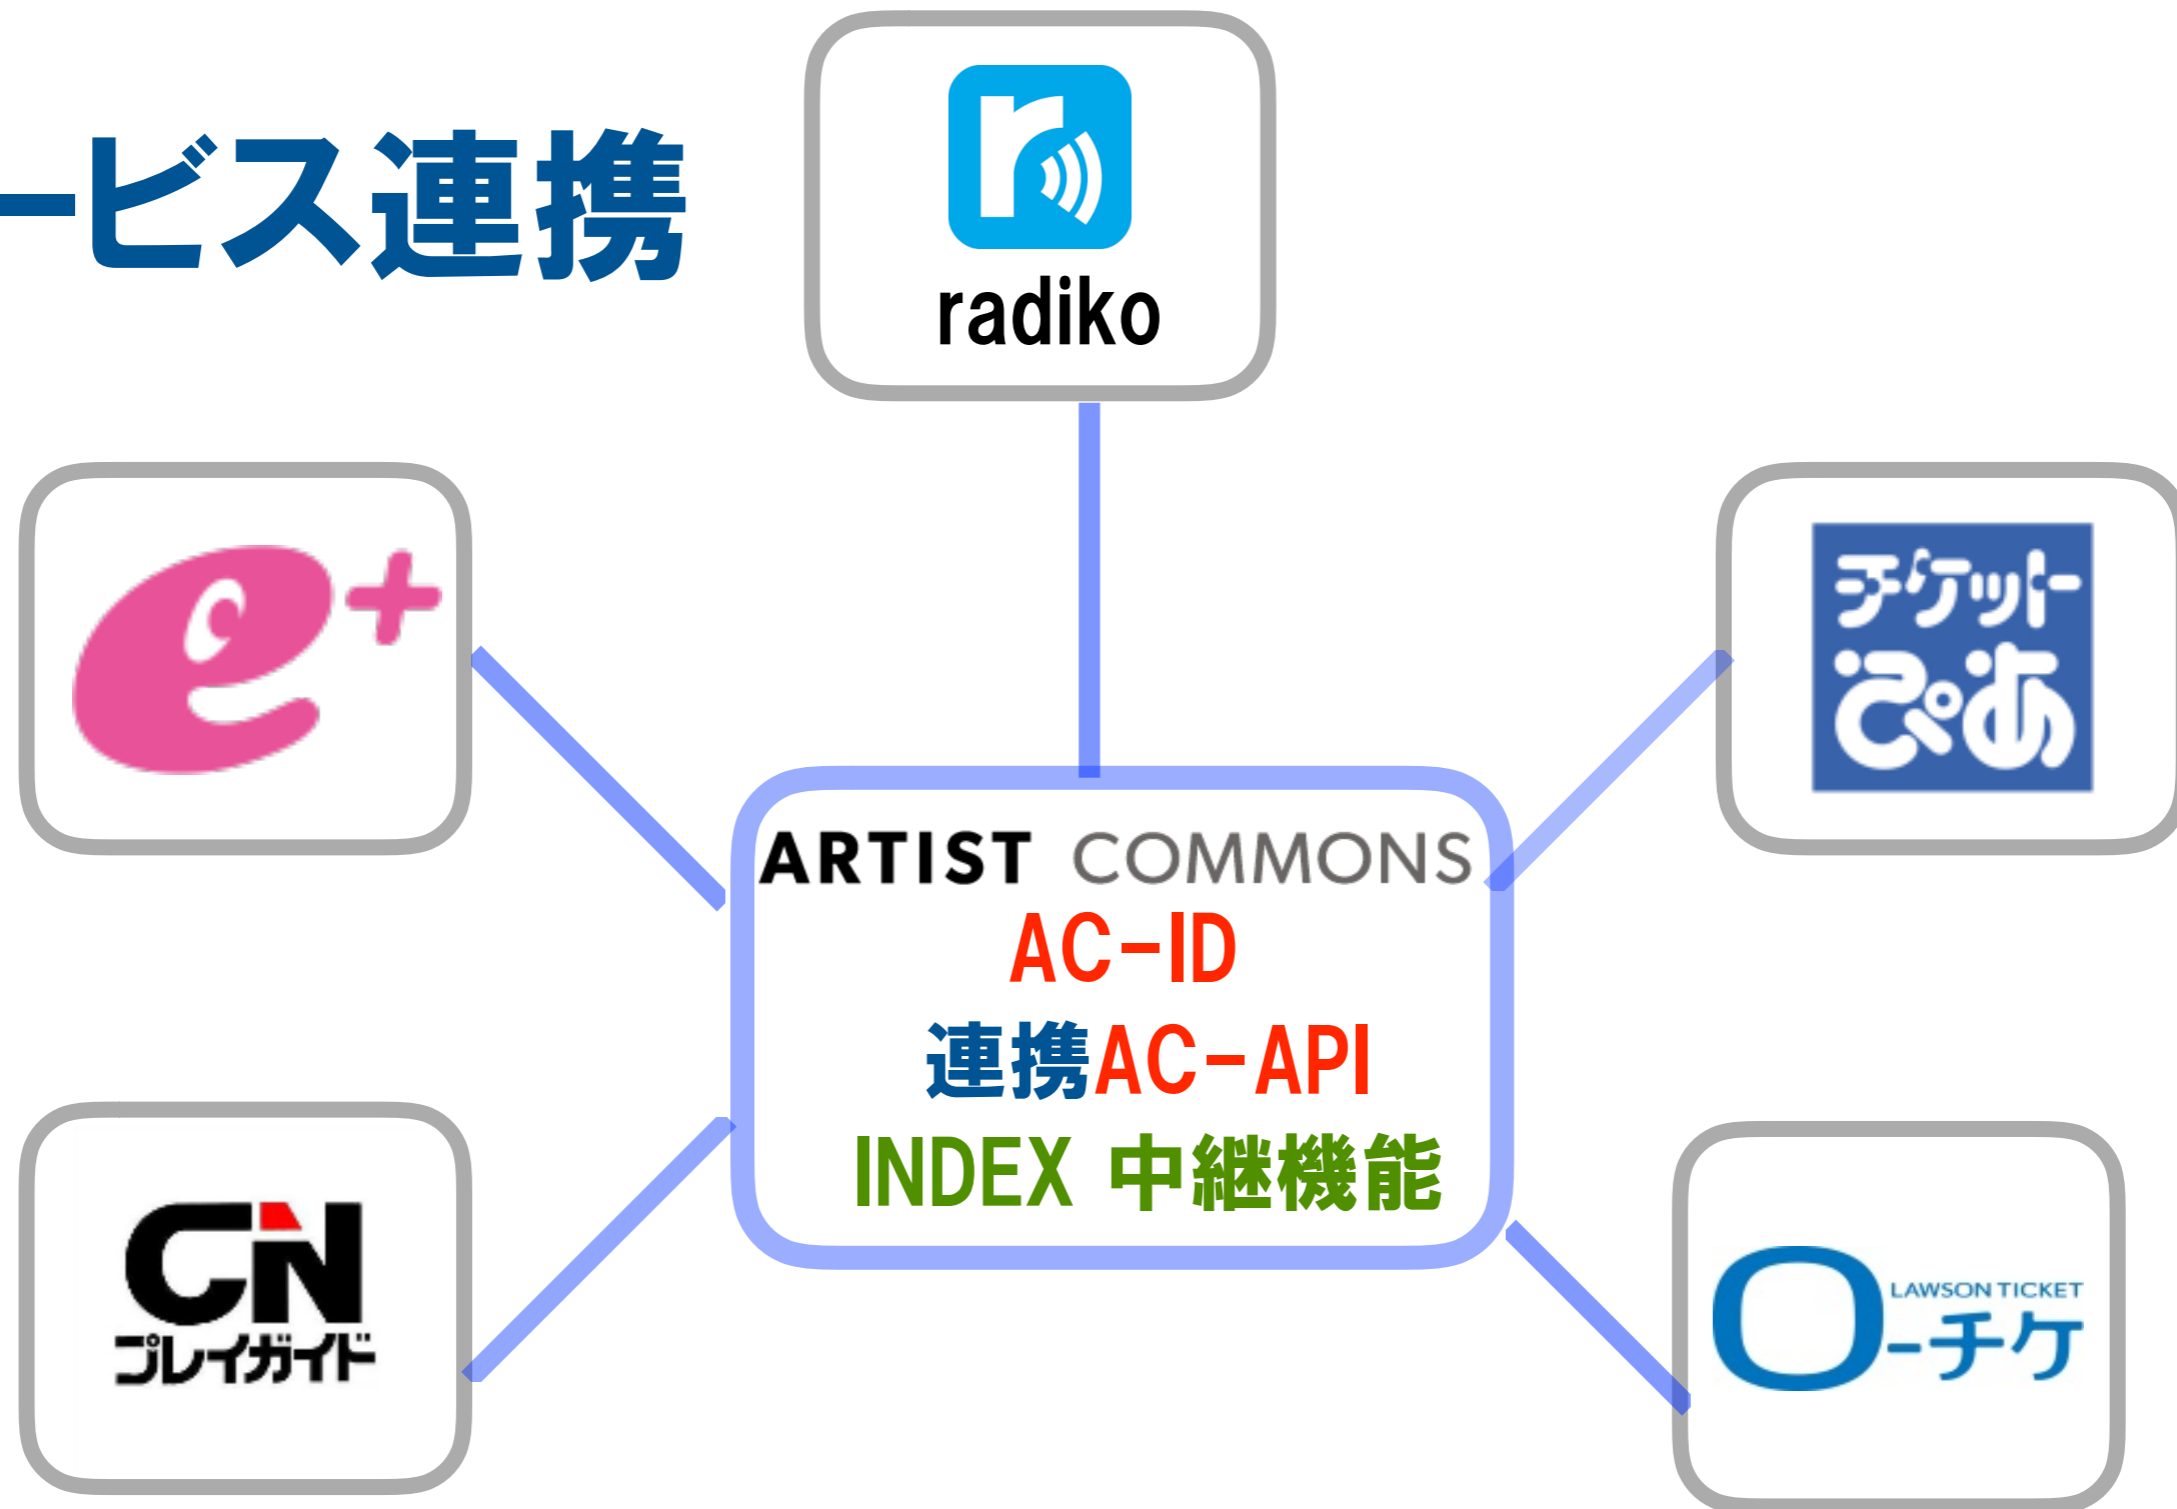 ービス連携
radiko
e+
チケット
ぴあ
ARTIST COMMONS
AC-ID
連携AC-API
INDEX 中継機能
CN
プレイガイド
LAWSON TICKET
ローチケ